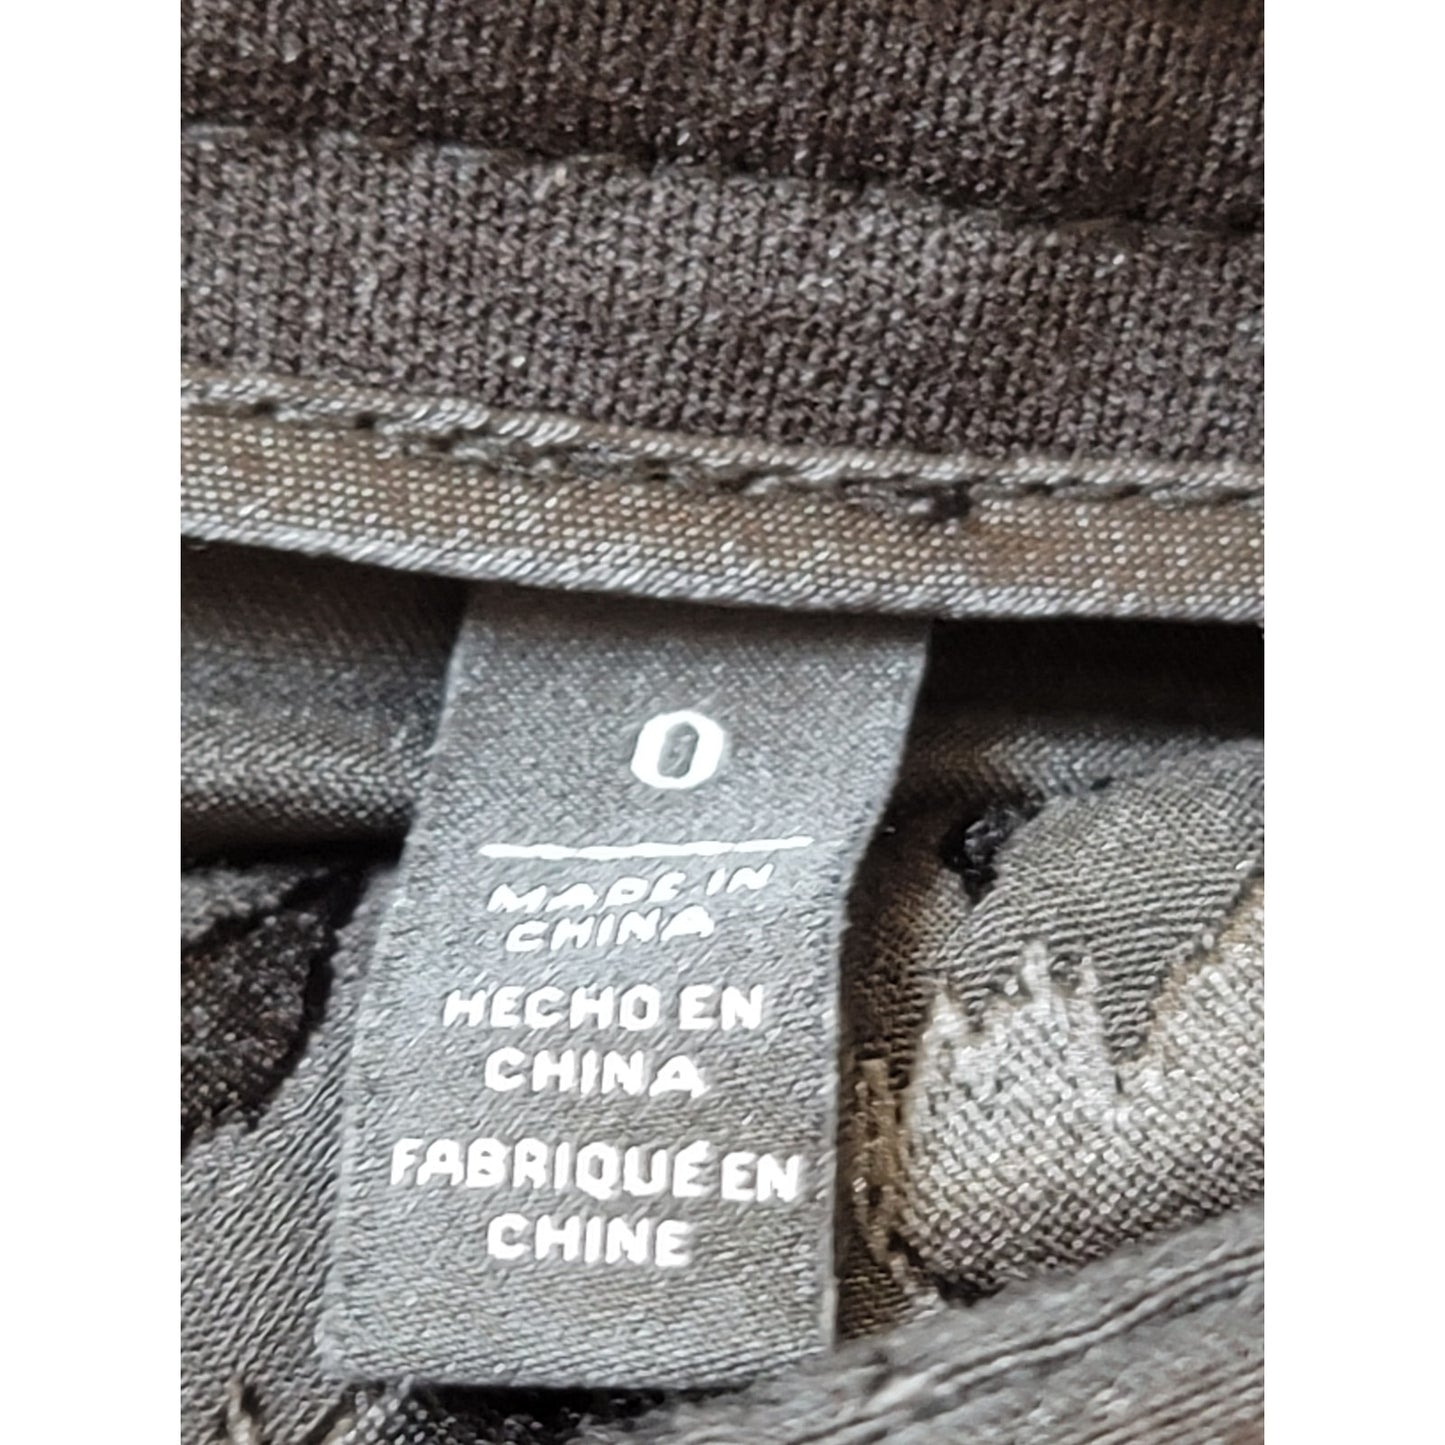 0
MADE IN
CHINA
HECHO EN
CHINA
FABRIQUÉ EN
CHINE